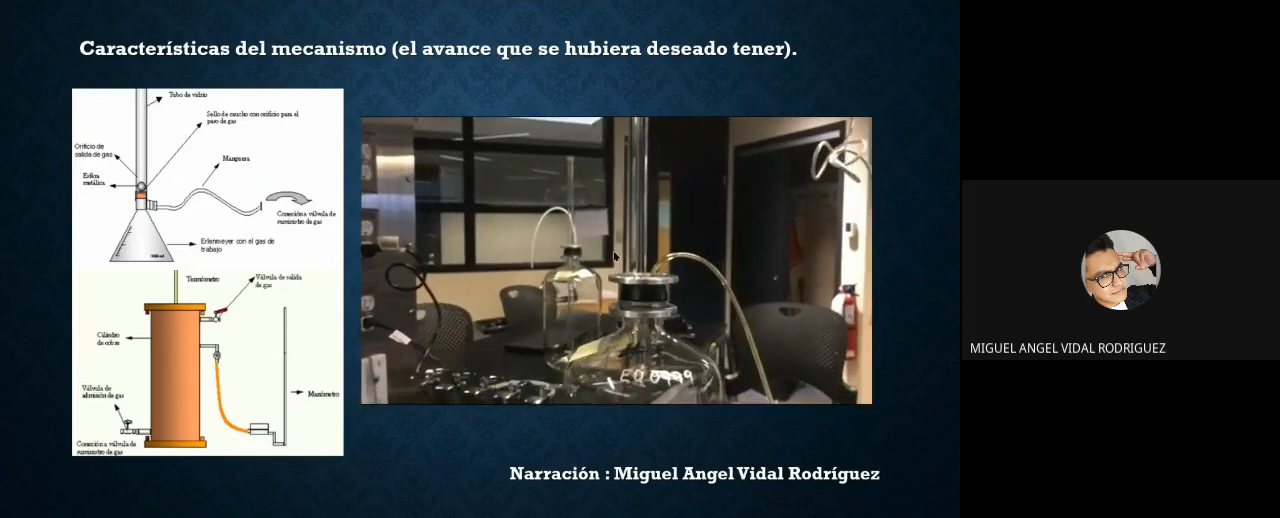 Características del mecanismo (el avance que se hubiera deseado tener).
Tubo de vidrio
Sello de caucho con orificio para el
paso de gas
Orificio de
salida de gas
Manguera
Esfera
metálica
Conexión a válvula de
suministro de gas
Erlenmeyer con el gas de
trabajo
Termómetro
Válvula de salida
de gas
Cilindro
de cobre
Válvula de
admisión de gas
Manómetro
Conexión a válvula de
suministro de gas
Narración : Miguel Angel Vidal Rodríguez
MIGUEL ANGEL VIDAL RODRIGUEZ